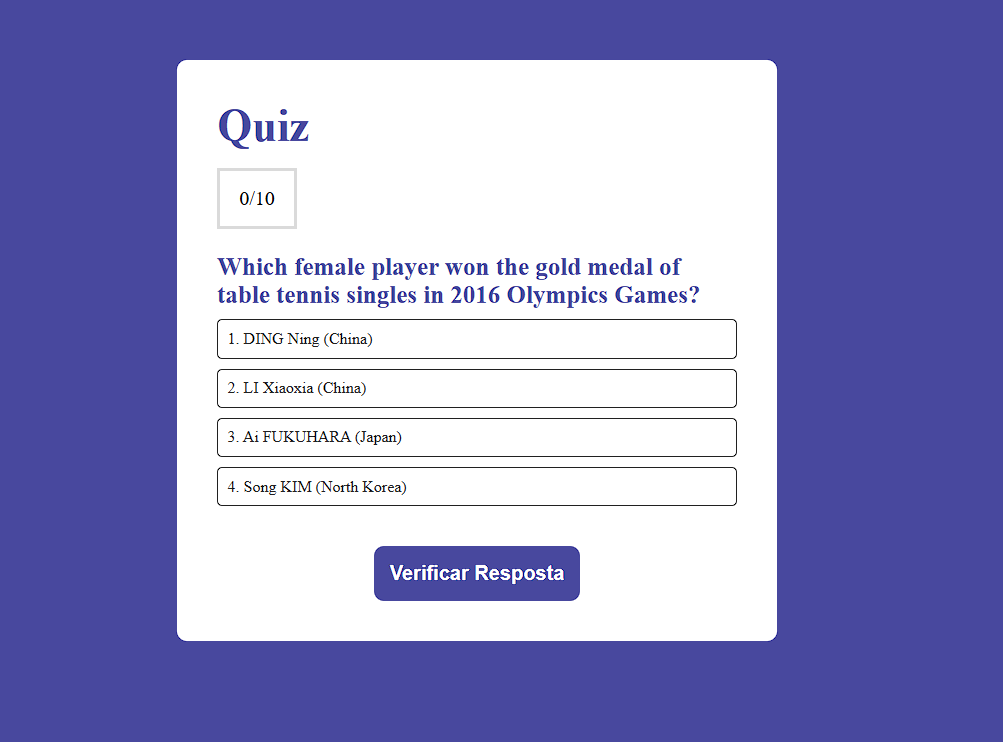 Quiz
0/10
Which female player won the gold medal of
table tennis singles in 2016 Olympics Games?
1. DING Ning (China)
2. LI Xiaoxia (China)
3. Ai FUKUHARA (Japan)
4. Song KIM (North Korea)
Verificar Resposta